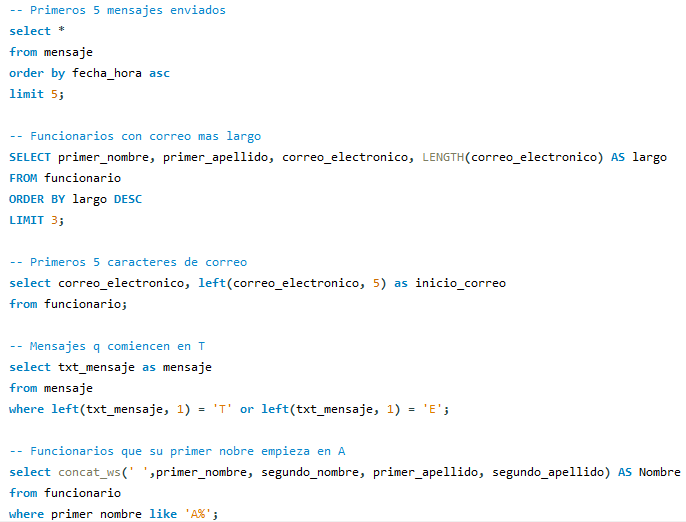 -- Primeros 5 mensajes enviados
select *
from mensaje
order by fecha_hora asc
limit 5;
-- Funcionarios con correo mas largo
SELECT primer_nombre, primer_apellido, correo_electronico, LENGTH(correo_electronico) AS largo
FROM funcionario
ORDER BY largo DESC
LIMIT 3;
-- Primeros 5 caracteres de correo
select correo_electronico, left(correo_electronico, 5) as inicio_correo
from funcionario;
-- Mensajes q comiencen en T
select txt_mensaje as mensaje
from mensaje
where left(txt_mensaje, 1) = 'T' or left(txt_mensaje, 1) = 'E';
-- Funcionarios que su primer nobre empieza en A
select concat_ws(' ',primer_nombre, segundo_nombre, primer_apellido, segundo_apellido) AS Nombre
from funcionario
where primer_nombre like 'A%';